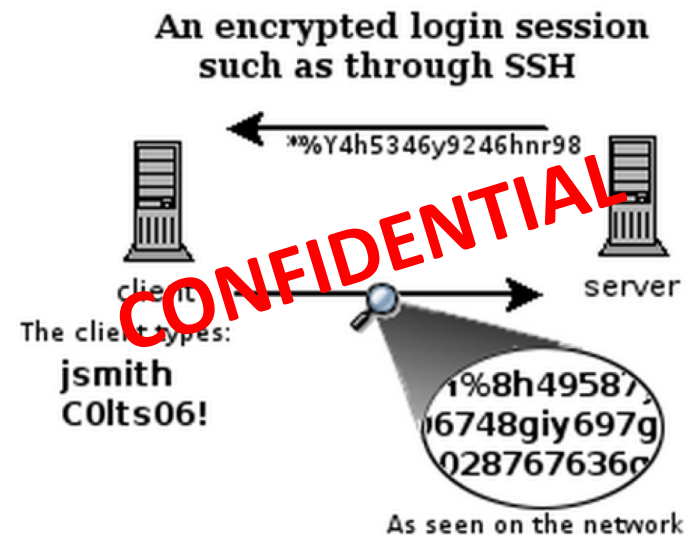 An encrypted login session
such as through SSH
*%Y4h5346y9246hnr98
CONFIDENTIAL
client
server
The client types:
jsmith
C0lts06!
%8h49587
6748giy697g
028767636
As seen on the network